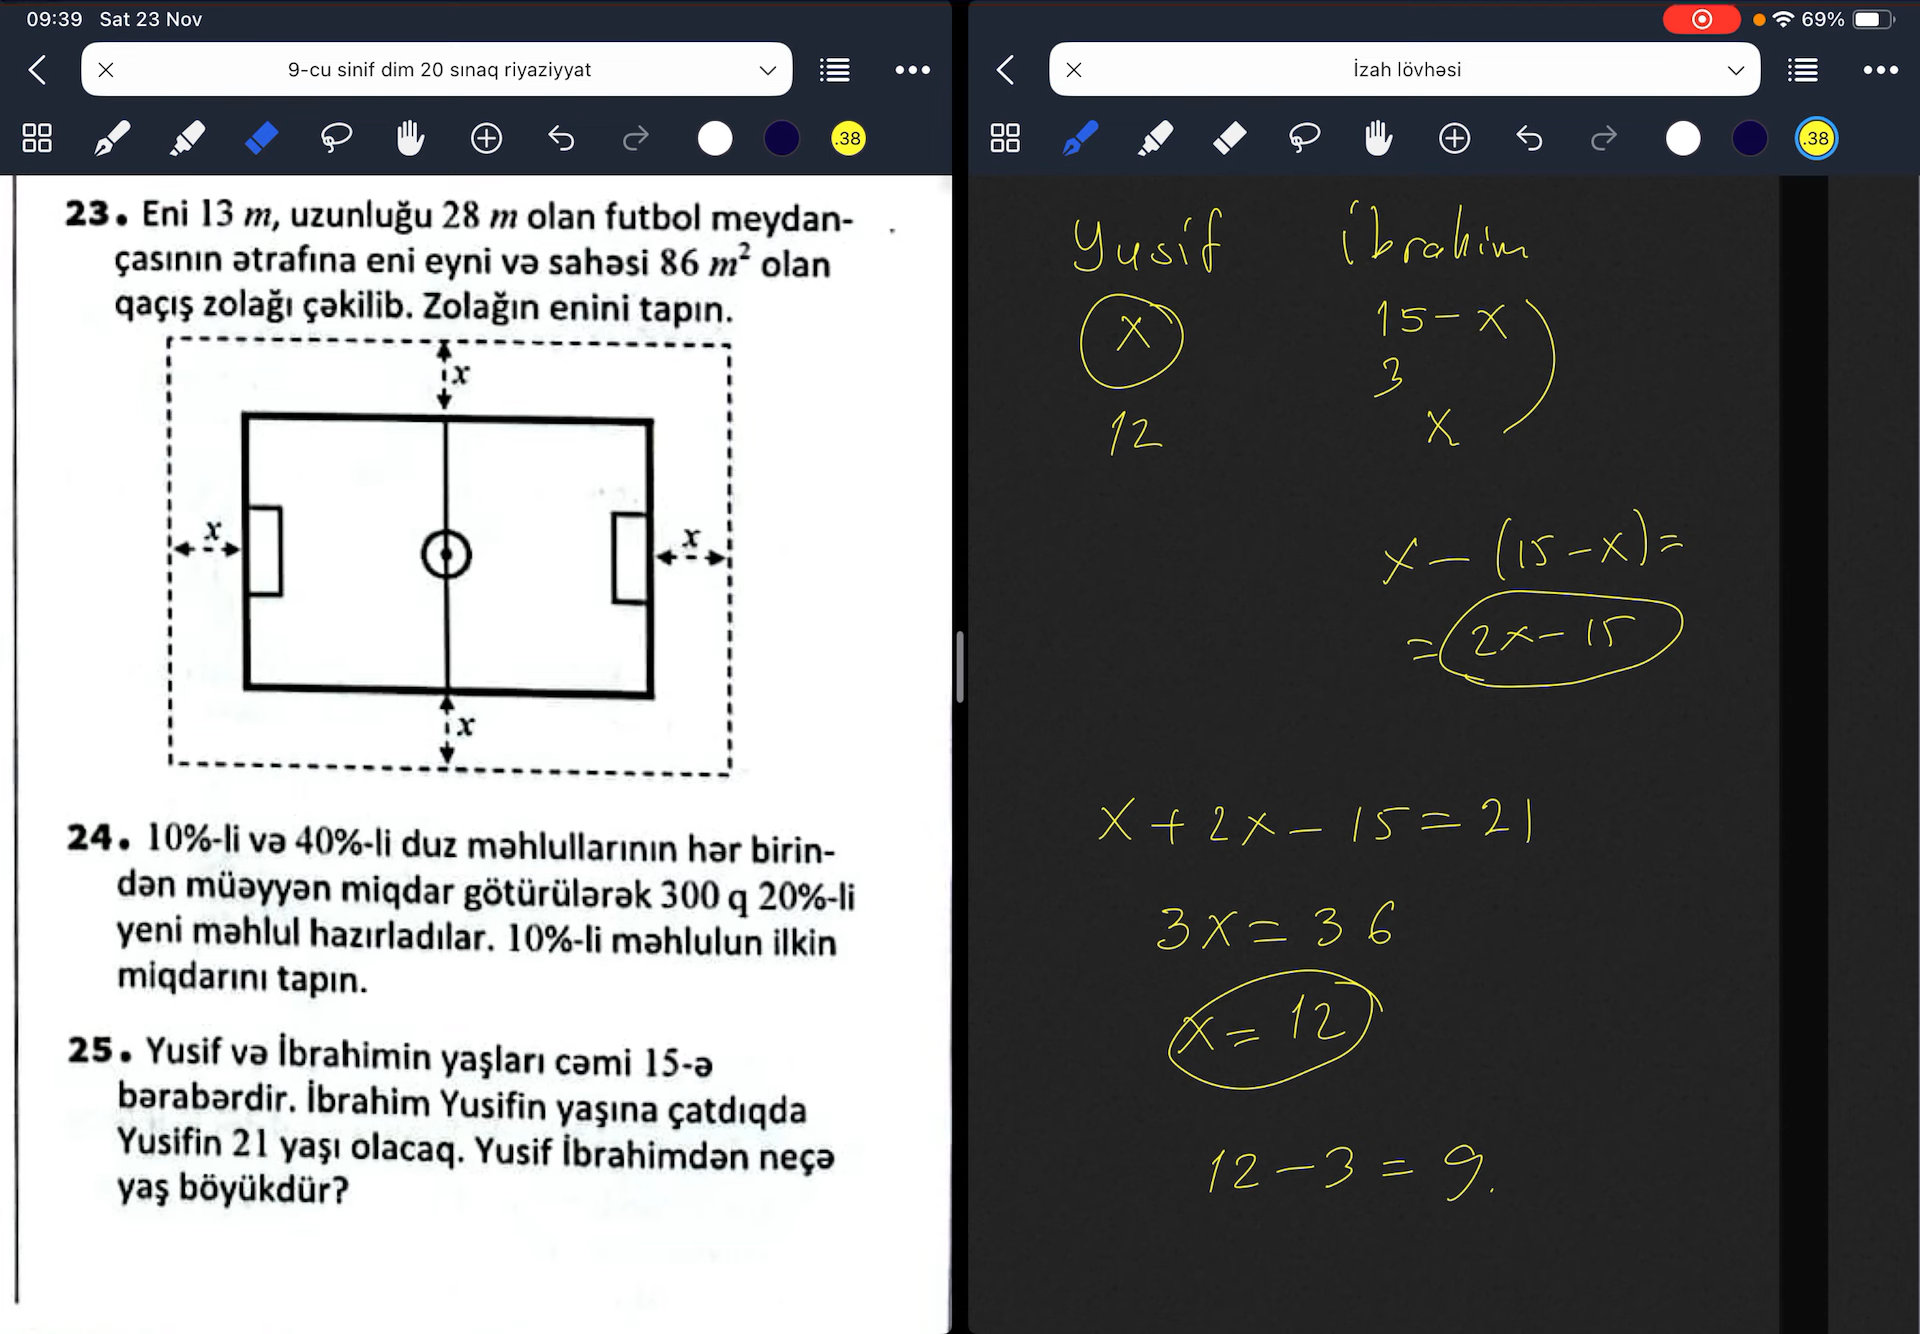 09:39 Sat 23 Nov
69%
9-cu sinif dim 20 sınaq riyaziyyat
İzah lövhəsi
.38
.38
23. Eni 13 m, uzunluğu 28 m olan futbol meydan-
çasının ətrafına eni eyni və sahəsi 86 m² olan
qaçış zolağı çəkilib. Zolağın enini tapın.
x
x
x
x
24. 10%-li və 40%-li duz məhlullarının hər birin-
dən müəyyən miqdar götürülərək 300 q 20%-li
yeni məhlul hazırladılar. 10%-li məhlulun ilkin
miqdarını tapın.
25. Yusif və İbrahimin yaşları cəmi 15-ə
bərabərdir. İbrahim Yusifin yaşına çatdıqda
Yusifin 21 yaşı olacaq. Yusif İbrahimdən neçə
yaş böyükdür?
Yusif İbrahim
x 15-x
3
12 x
x-(15-x)=
=2x-15
x+2x-15=21
3x=36
x=12
12-3=9.